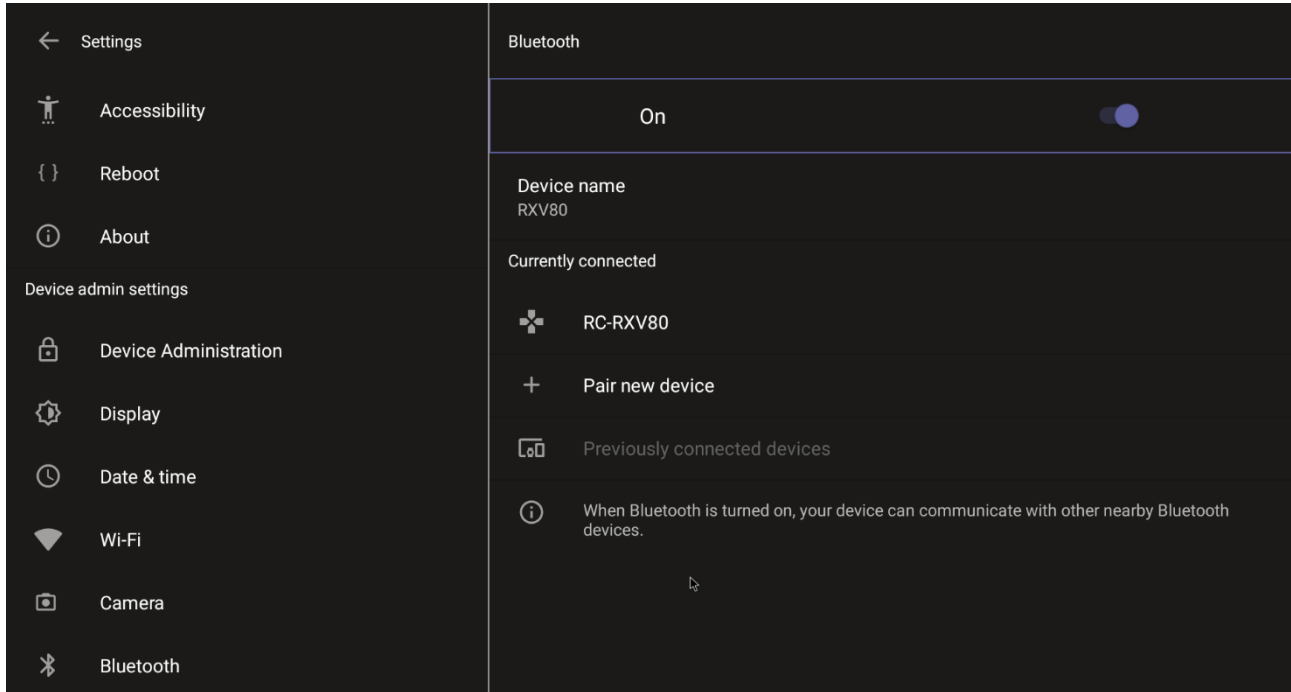 Settings
Accessibility
Reboot
About
Device admin settings
Device Administration
Display
Date & time
Wi-Fi
Camera
Bluetooth
Bluetooth
On
Device name
RXV80
Currently connected
RC-RXV80
Pair new device
Previously connected devices
When Bluetooth is turned on, your device can communicate with other nearby Bluetooth
devices.